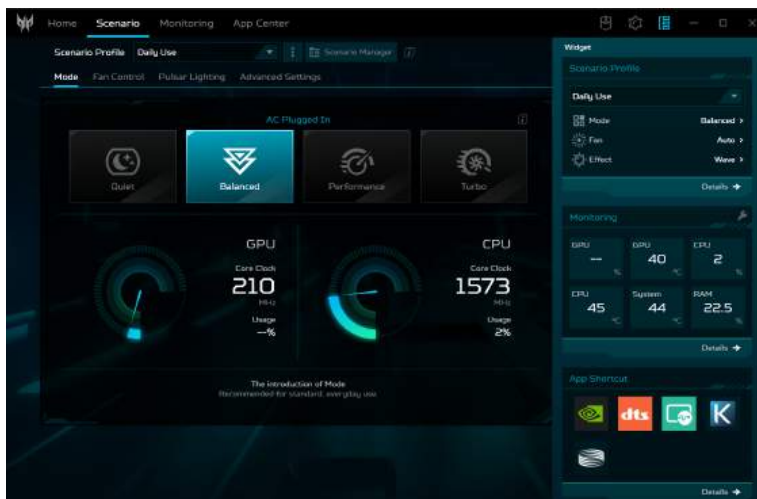 Home Scenario Monitoring App Center
Scenario Profile Daily Use Scenario Manager
Mode Fan Control Pulsar Lighting Advanced Settings
AC Plugged In
Quiet Balanced Performance Turbo
GPU
Core Clock
210
MHz
Usage
--%
CPU
Core Clock
1573
MHz
Usage
2%
The introduction of Mode
Recommended for standard, everyday use.
Widget
Scenario Profile
Daily Use
Mode Balanced >
Fan Auto >
Effect Wave >
Details
Monitoring
GPU GPU CPU
-- 40 2
% °C %
CPU System RAM
45 44 22.5
°C °C %
Details
App Shortcut
dts K
Details